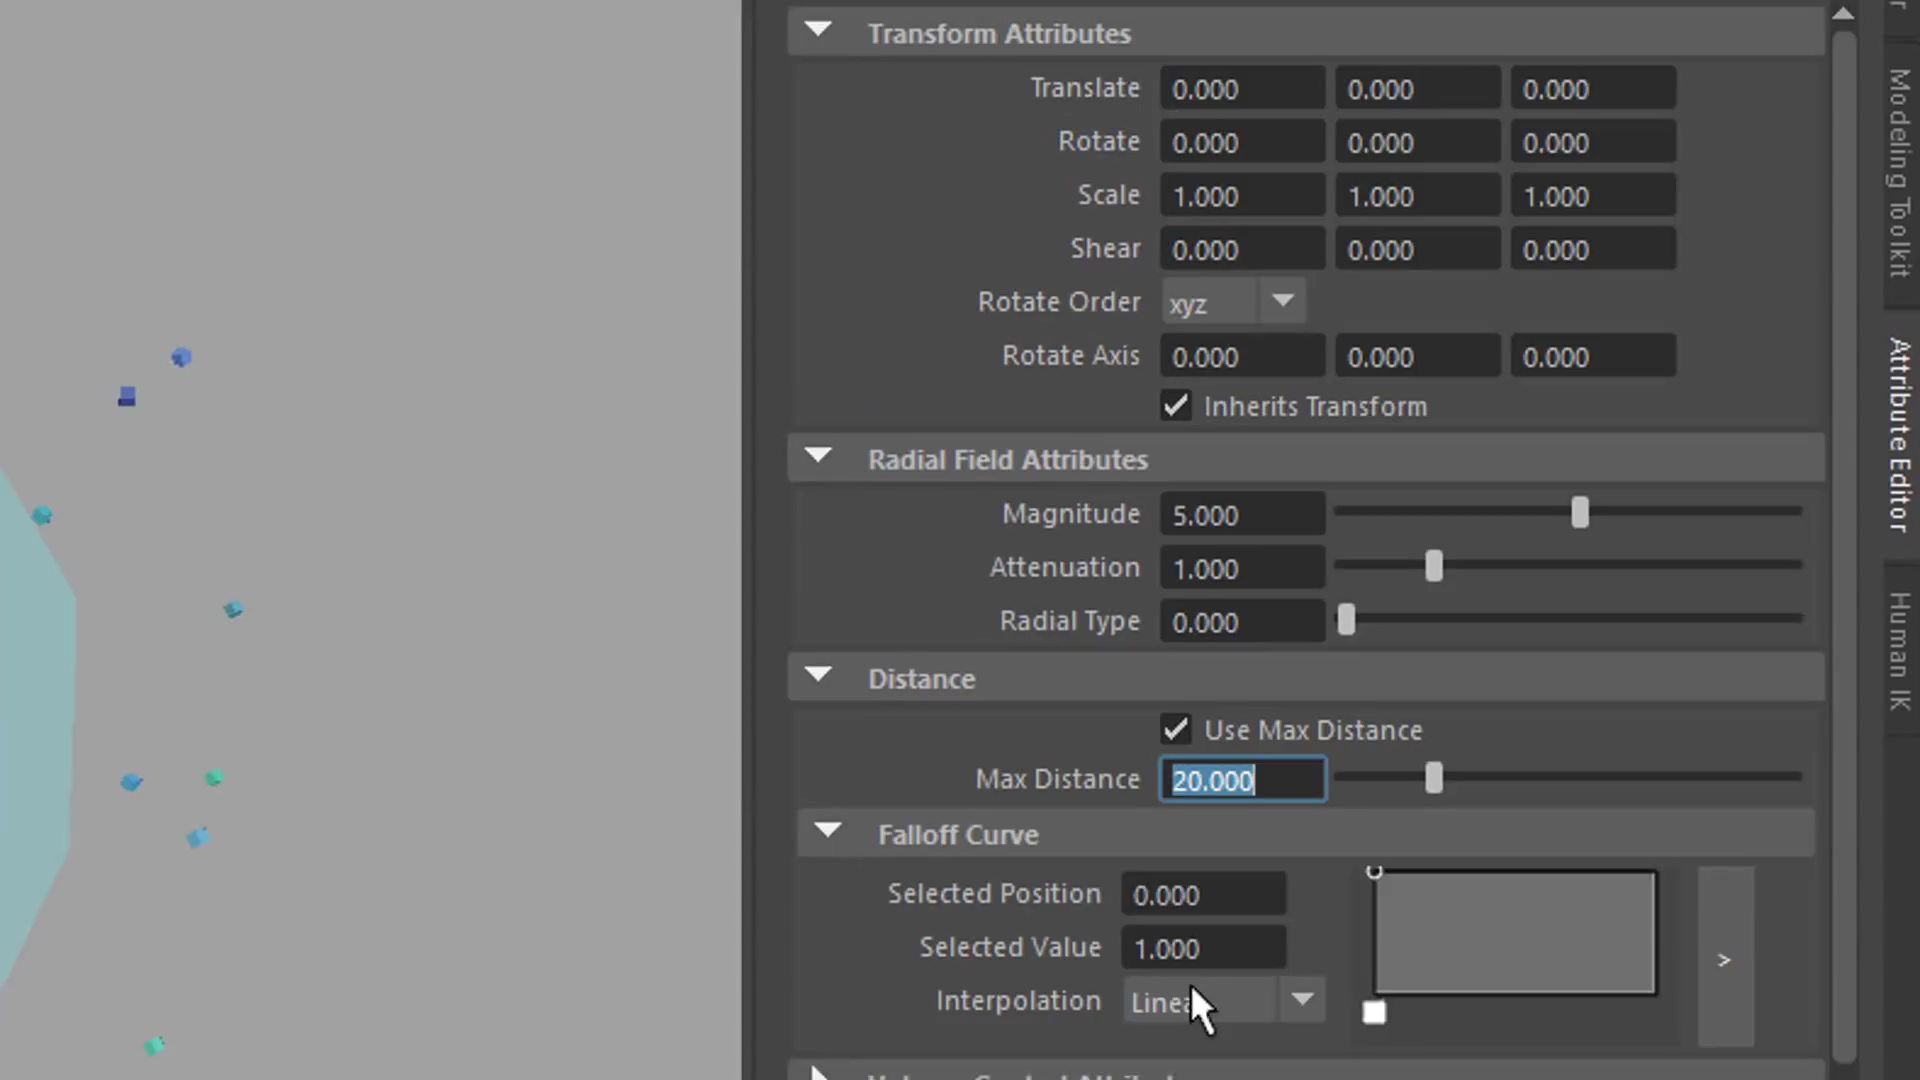 Transform Attributes
Translate 0.000 0.000 0.000
Rotate 0.000 0.000 0.000
Scale 1.000 1.000 1.000
Shear 0.000 0.000 0.000
Rotate Order xyz
Rotate Axis 0.000 0.000 0.000
Inherits Transform
Radial Field Attributes
Magnitude 5.000
Attenuation 1.000
Radial Type 0.000
Distance
Use Max Distance
Max Distance 20.000
Falloff Curve
Selected Position 0.000
Selected Value 1.000
>
Interpolation Linea
Modeling Toolkit
Attribute Editor
Human IK